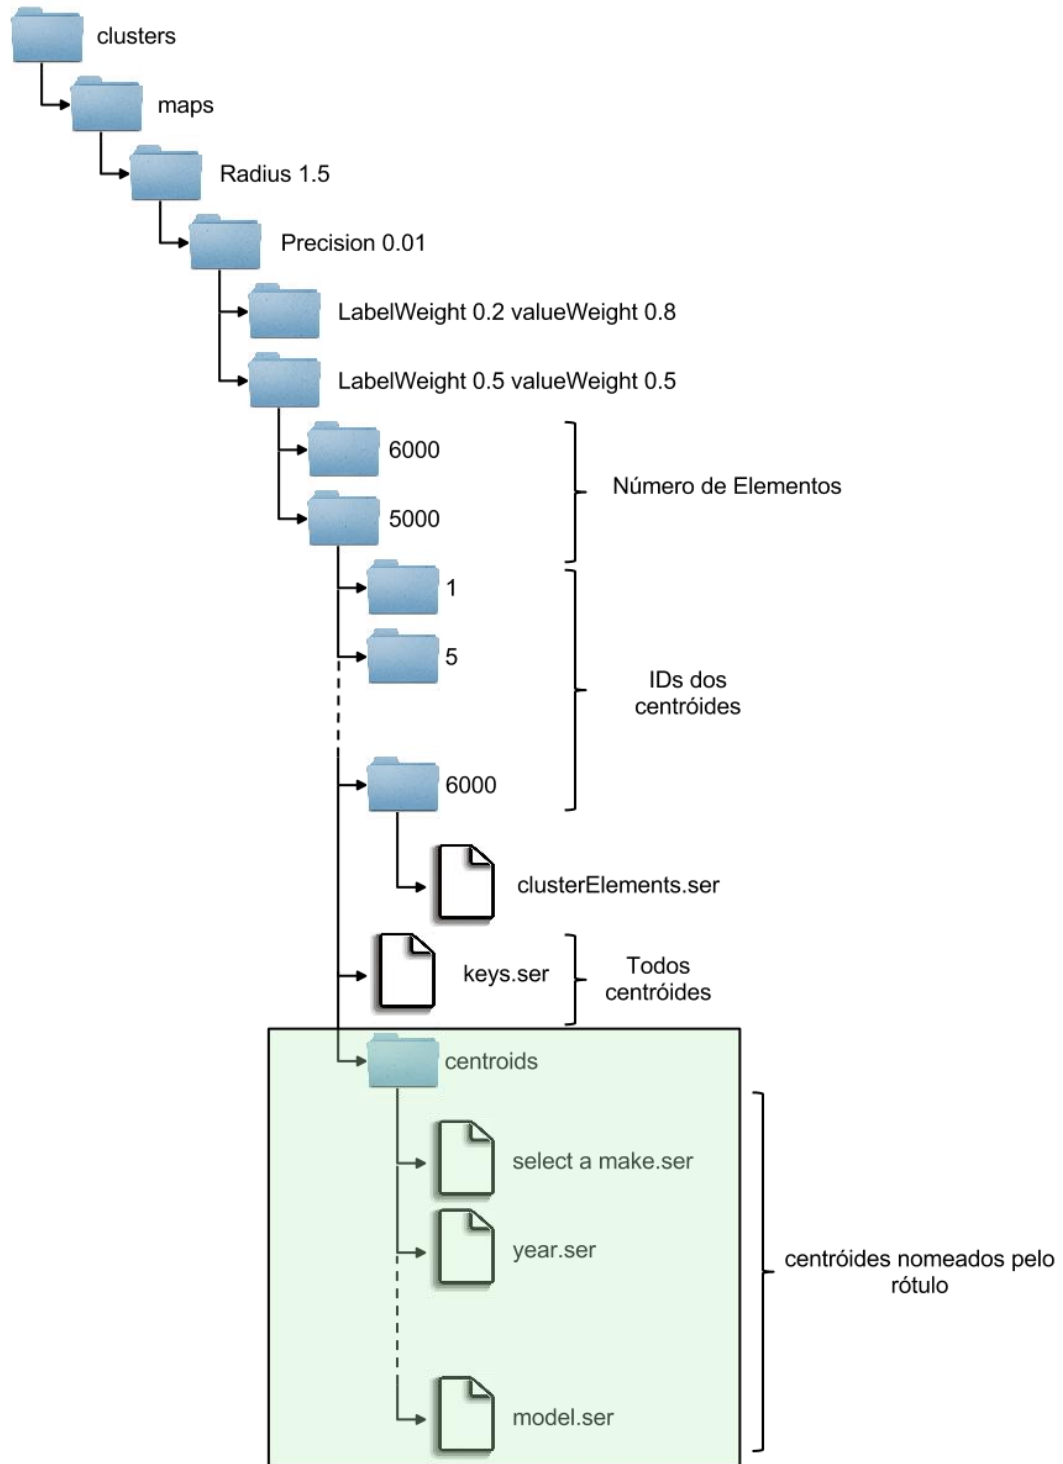 clusters
maps
Radius 1.5
Precision 0.01
LabelWeight 0.2 valueWeight 0.8
LabelWeight 0.5 valueWeight 0.5
6000
Número de Elementos
5000
1
5
IDs dos
centróides
6000
clusterElements.ser
keys.ser
Todos
centróides
centroids
select a make.ser
year.ser
centróides nomeados pelo
rótulo
model.ser